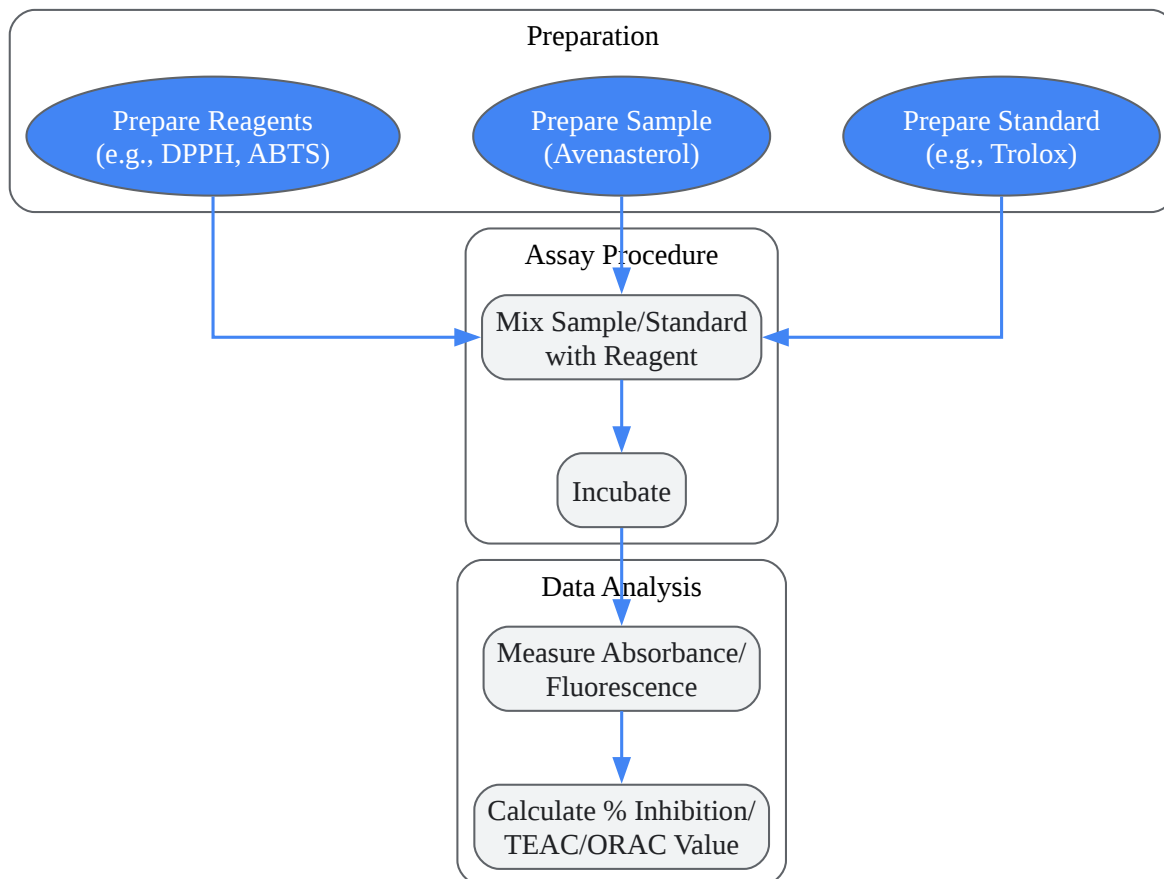 Preparation
Prepare Reagents
(e.g., DPPH, ABTS)
Prepare Sample
(Avenasterol)
Prepare Standard
(e.g., Trolox)
Assay Procedure
Mix Sample/Standard
with Reagent
Incubate
Data Analysis
Measure Absorbance/
Fluorescence
Calculate % Inhibition/
TEAC/ORAC Value